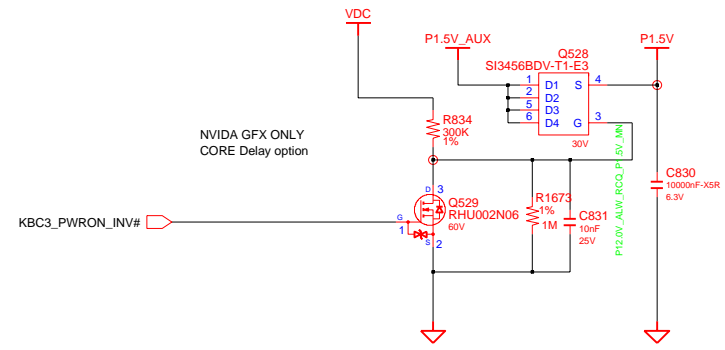 VDC
P1.5V_AUX
Q528
SI3456BDV-T1-E3
P1.5V
1
D1
S
4
2
D2
5
D3
6
D4
G
3
30V
R834
300K
1%
NVIDA GFX ONLY
CORE Delay option
P12.0V_ALW_RCQ_P1.5V_MN
C830
10000nF-X5R
6.3V
D
3
Q529
RHU002N06
60V
G
1
S
2
R1673
1%
1M
C831
10nF
25V
KBC3_PWRON_INV#